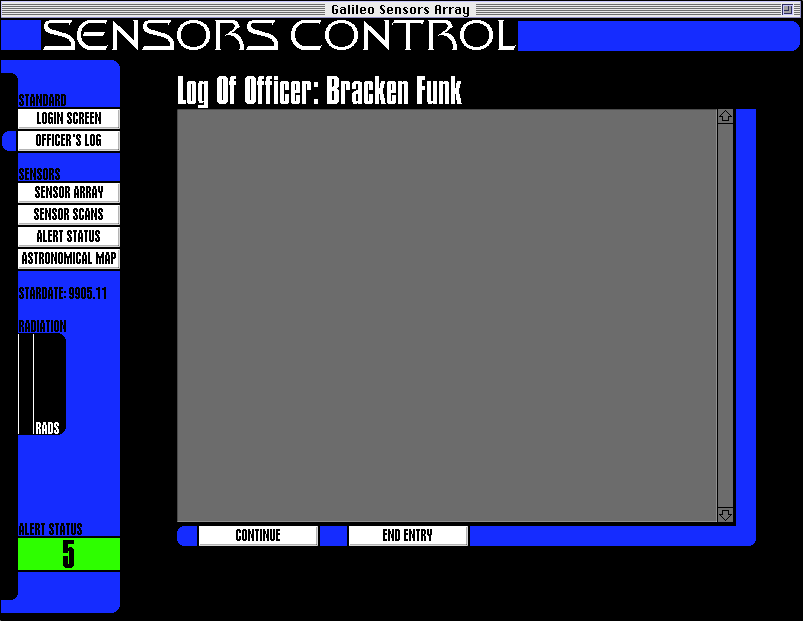 Galileo Sensors Array
SENSORS CONTROL
Log Of Officer: Bracken Funk
STANDARD
LOGIN SCREEN
OFFICER'S LOG
SENSORS
SENSOR ARRAY
SENSOR SCANS
ALERT STATUS
ASTRONOMICAL MAP
STARDATE: 9905.11
RADIATION
RADS
ALERT STATUS
5
CONTINUE
END ENTRY